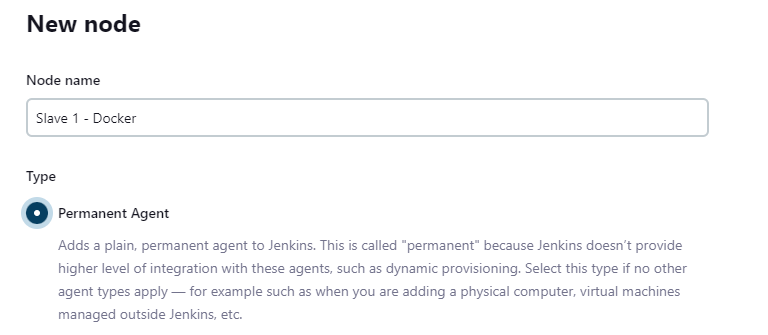 New node
Node name
Slave 1 - Docker
Type
Permanent Agent
Adds a plain, permanent agent to Jenkins. This is called "permanent" because Jenkins doesn't provide
higher level of integration with these agents, such as dynamic provisioning. Select this type if no other
agent types apply — for example such as when you are adding a physical computer, virtual machines
managed outside Jenkins, etc.